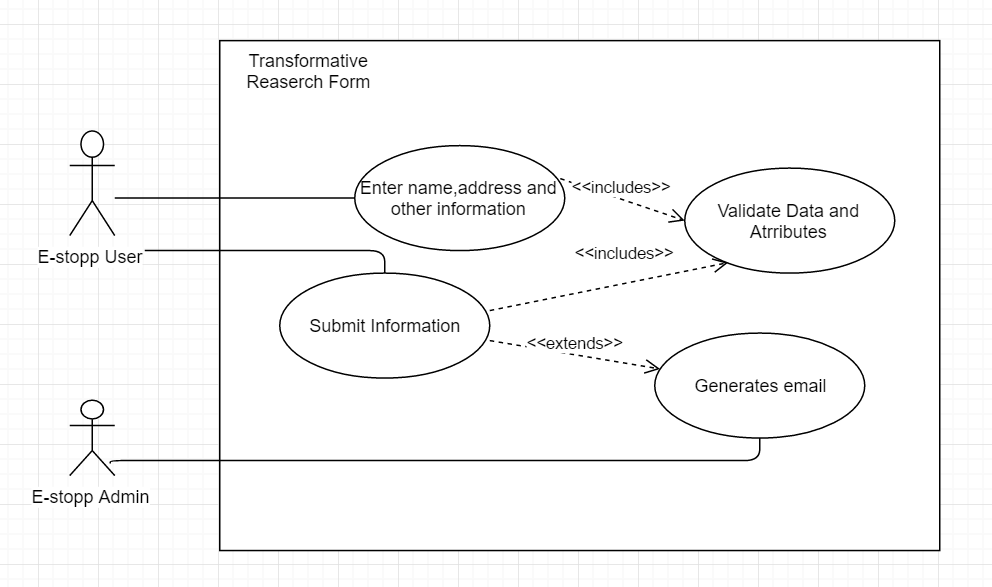 Transformative
Reaserch Form
Enter name,address and
other information
<<includes>>
Validate Data and
Atrributes
E-stopp User
<<includes>>
Submit Information
<<extends>>
Generates email
E-stopp Admin